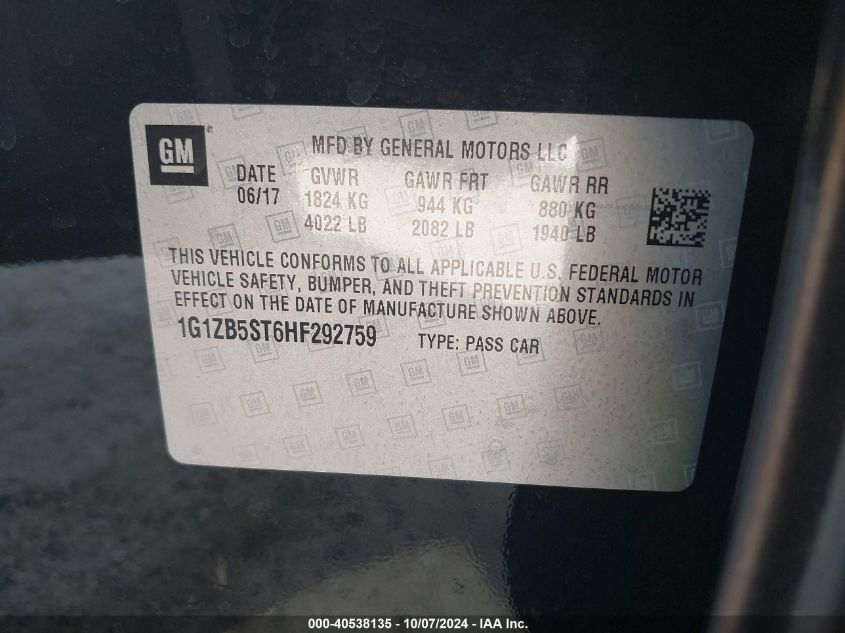 GM ® MFD BY GENERAL MOTORS LLC
DATE GVWR GAWR FRT GAWR RR
06/17 1824 KG 944 KG 880 KG
4022 LB 2082 LB 1940 LB
THIS VEHICLE CONFORMS TO ALL APPLICABLE U.S. FEDERAL MOTOR
VEHICLE SAFETY, BUMPER, AND THEFT PREVENTION STANDARDS IN
EFFECT ON THE DATE OF MANUFACTURE SHOWN ABOVE.
1G1ZB5ST6HF292759 TYPE: PASS CAR
000-40538135 - 10/07/2024 - IAA Inc.